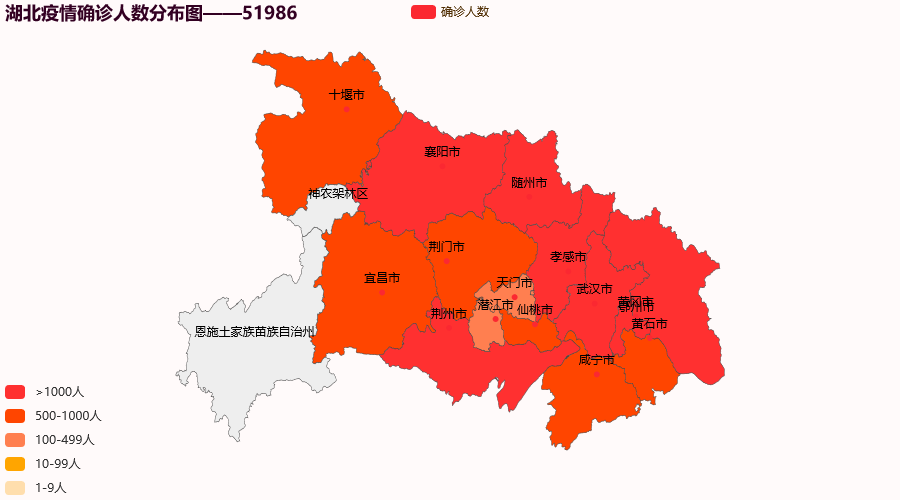 湖北疫情确诊人数分布图——51986
确诊人数
十堰市
襄阳市
随州市
神农架林区
荆门市
孝感市
宜昌市
天门市
武汉市
潜江市
仙桃市
黄冈市
鄂州市
荆州市
黄石市
恩施土家族苗族自治州
咸宁市
>1000人
500-1000人
100-499人
10-99人
1-9人